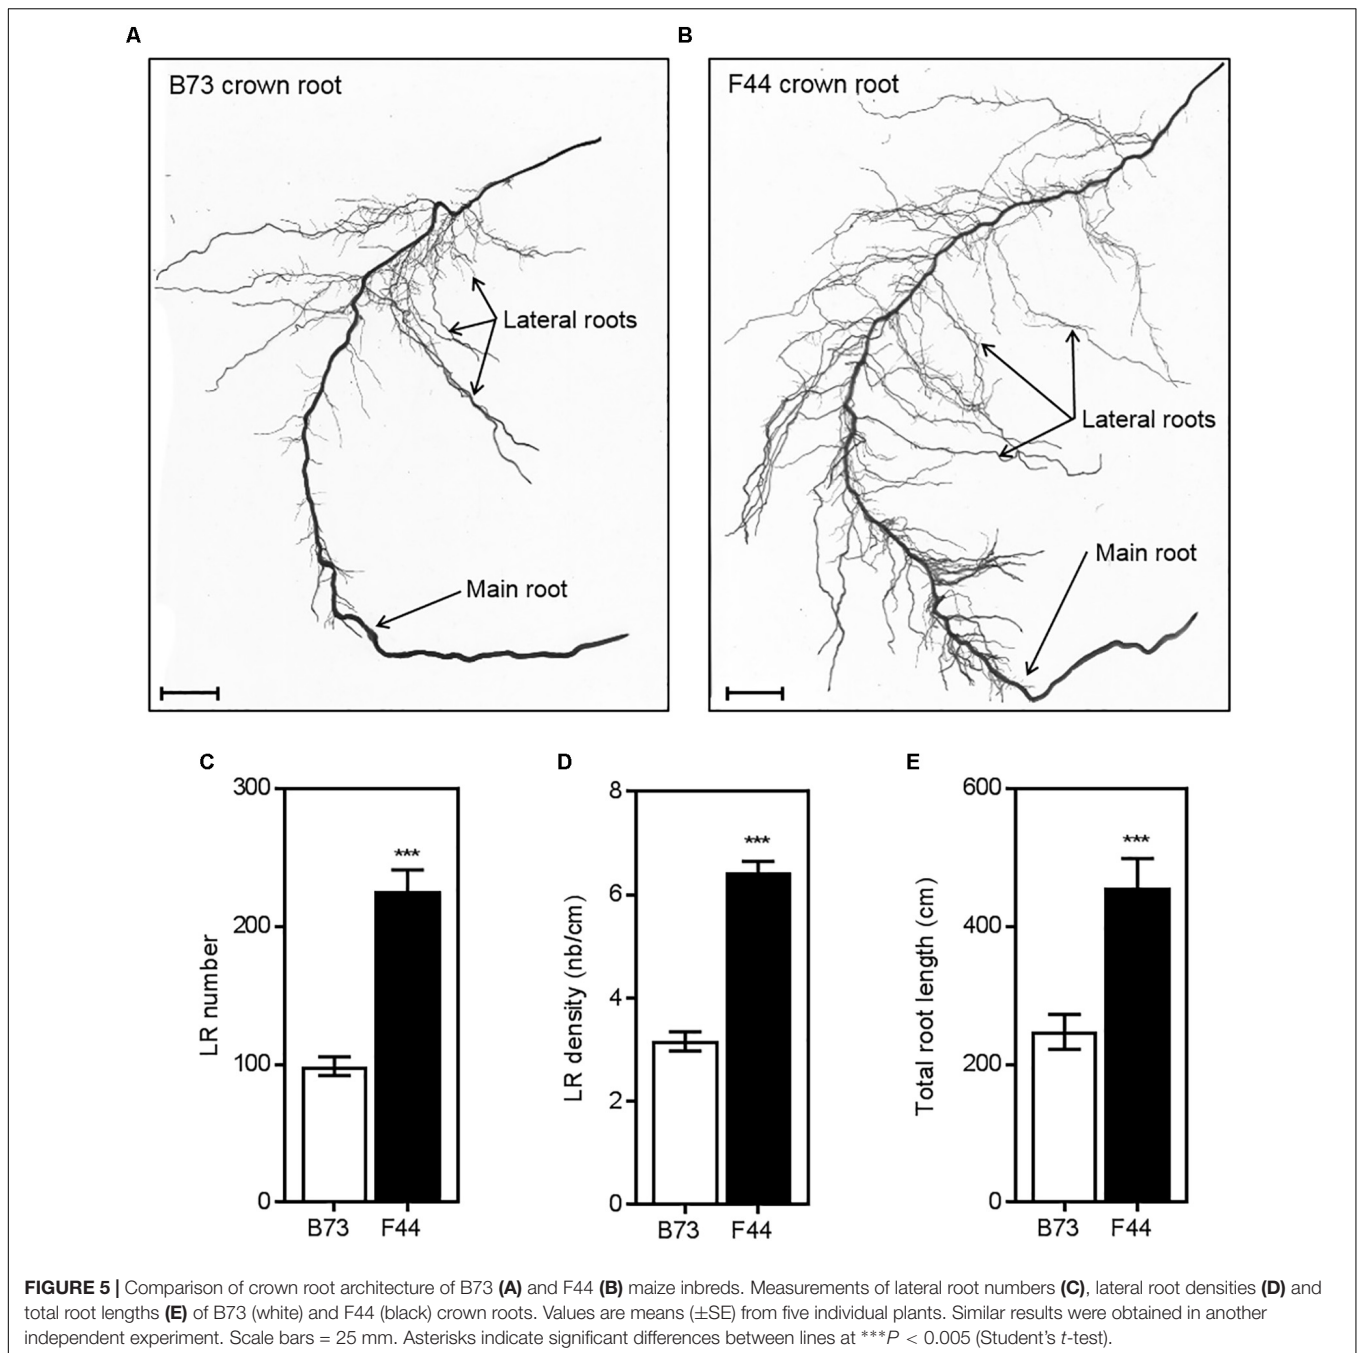 A
B
B73 crown root
F44 crown root
Lateral roots
Lateral roots
Main root
Main root
C
D
E
300
200
100
0
LR number
***
B73
F44
8
6
4
2
0
LR density (nb/cm)
***
B73
F44
600
400
200
0
Total root length (cm)
***
B73
F44
FIGURE 5 | Comparison of crown root architecture of B73 (A) and F44 (B) maize inbreds. Measurements of lateral root numbers (C), lateral root densities (D) and
total root lengths (E) of B73 (white) and F44 (black) crown roots. Values are means (±SE) from five individual plants. Similar results were obtained in another
independent experiment. Scale bars = 25 mm. Asterisks indicate significant differences between lines at ***P < 0.005 (Student's t-test).